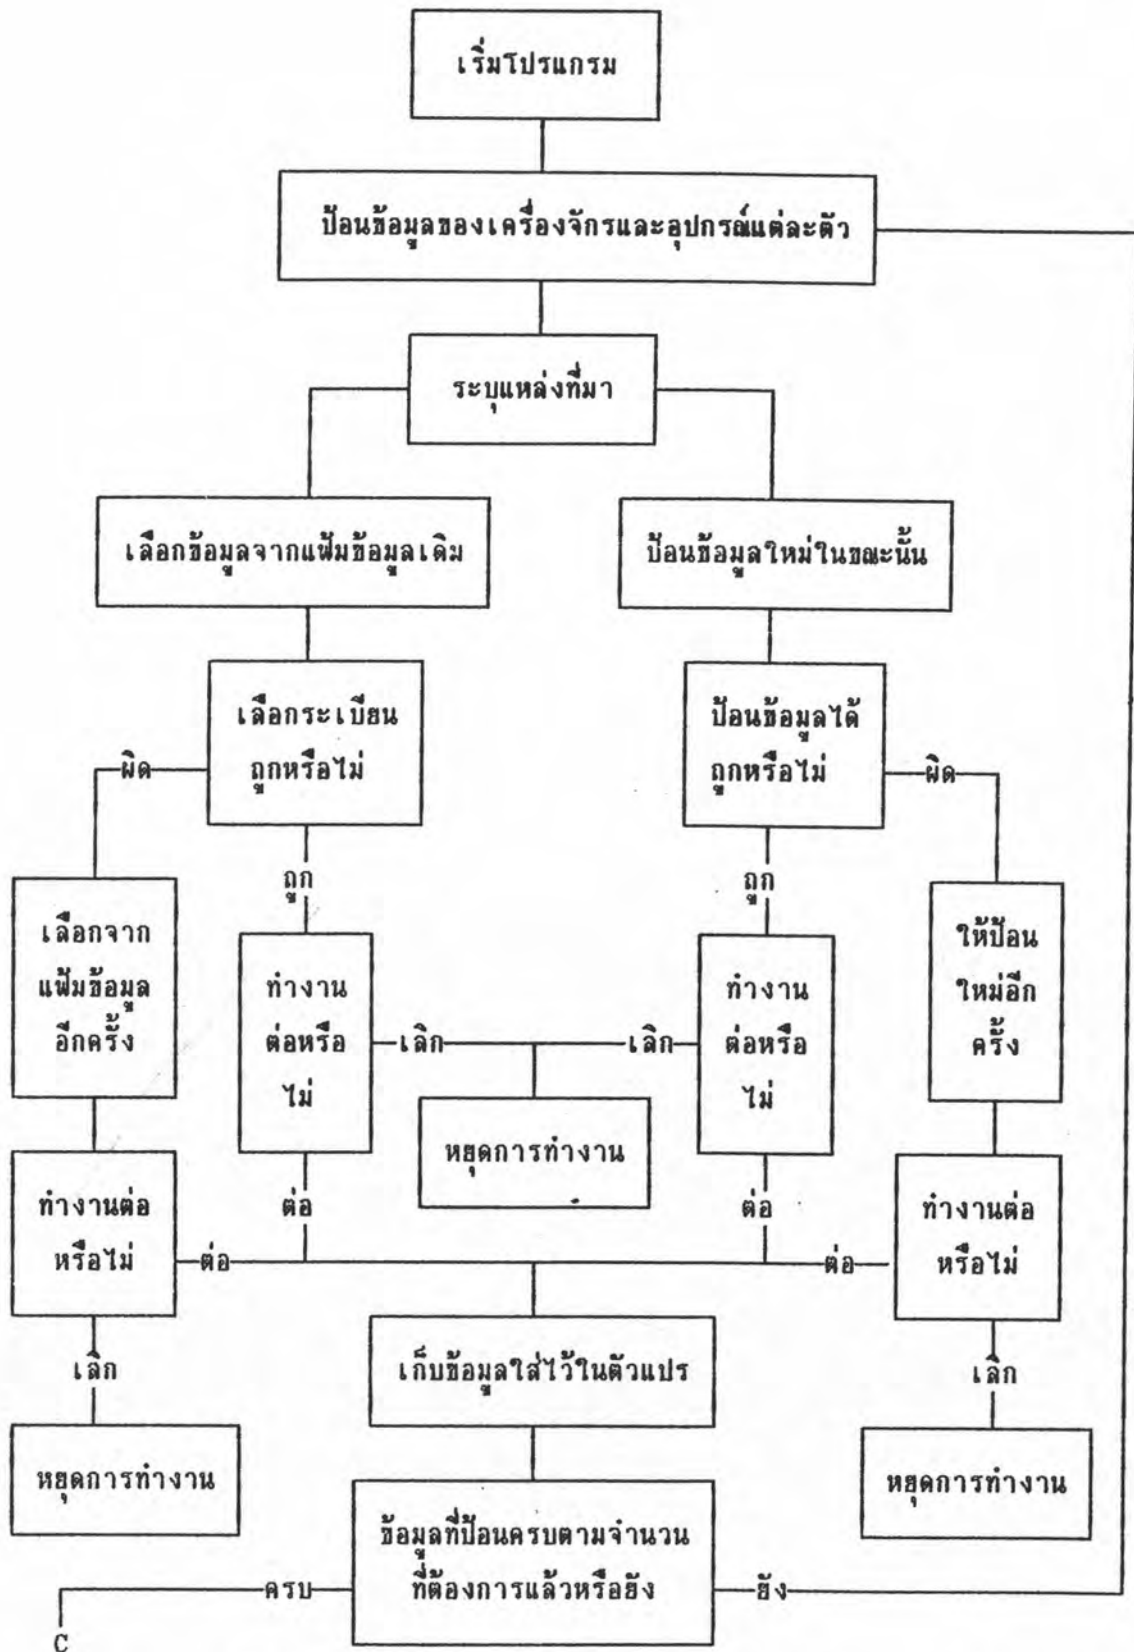 เริ่มโปรแกรม
ป้อนข้อมูลของเครื่องจักรและอุปกรณ์แต่ละตัว
ระบุแหล่งที่มา
เลือกข้อมูลจากแฟ้มข้อมูลเดิม
ป้อนข้อมูลใหม่ในขณะนั้น
เลือกระเบียน
ถูกหรือไม่
ป้อนข้อมูลได้
ถูกหรือไม่
ผิด
ผิด
ถูก
ถูก
เลือกจาก
แฟ้มข้อมูล
อีกครั้ง
ทำงาน
ต่อหรือ
ไม่
เลิก
เลิก
ทำงาน
ต่อหรือ
ไม่
ให้ป้อน
ใหม่อีก
ครั้ง
หยุดการทำงาน
ต่อ
ต่อ
ทำงานต่อ
หรือไม่
ต่อ
ต่อ
ทำงานต่อ
หรือไม่
เลิก
เก็บข้อมูลใส่ไว้ในตัวแปร
เลิก
หยุดการทำงาน
หยุดการทำงาน
ข้อมูลที่ป้อนครบตามจำนวน
ที่ต้องการแล้วหรือยัง
ครบ
ยัง
C